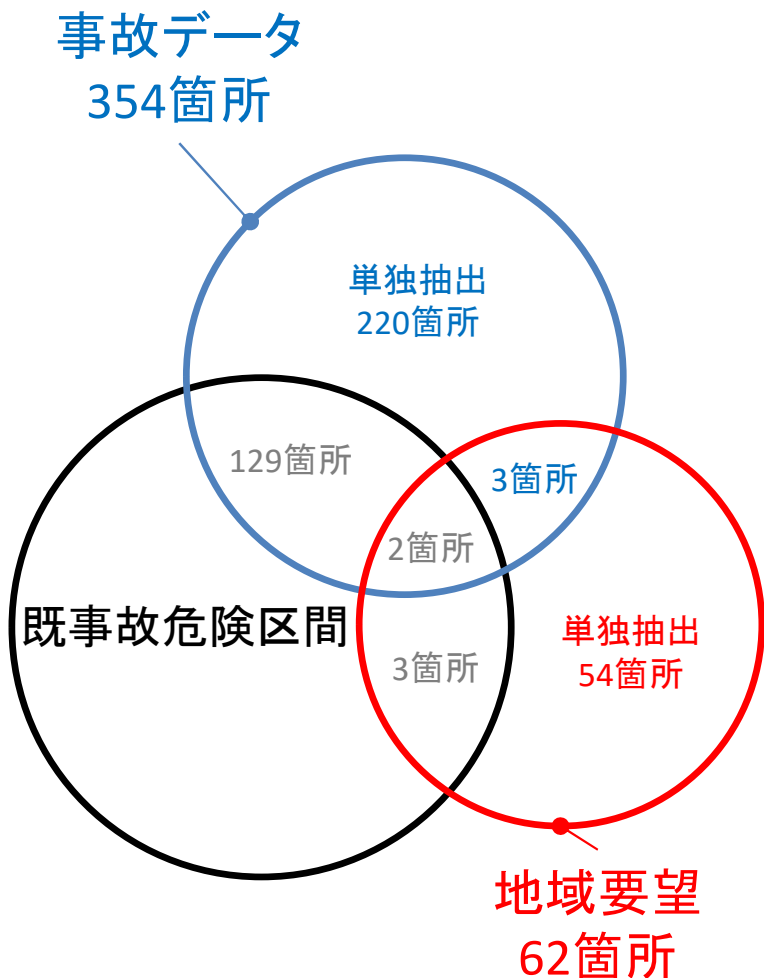 事故データ
354箇所
単独抽出
220箇所
129箇所
3箇所
2箇所
既事故危険区間
3箇所
単独抽出
54箇所
地域要望
62箇所